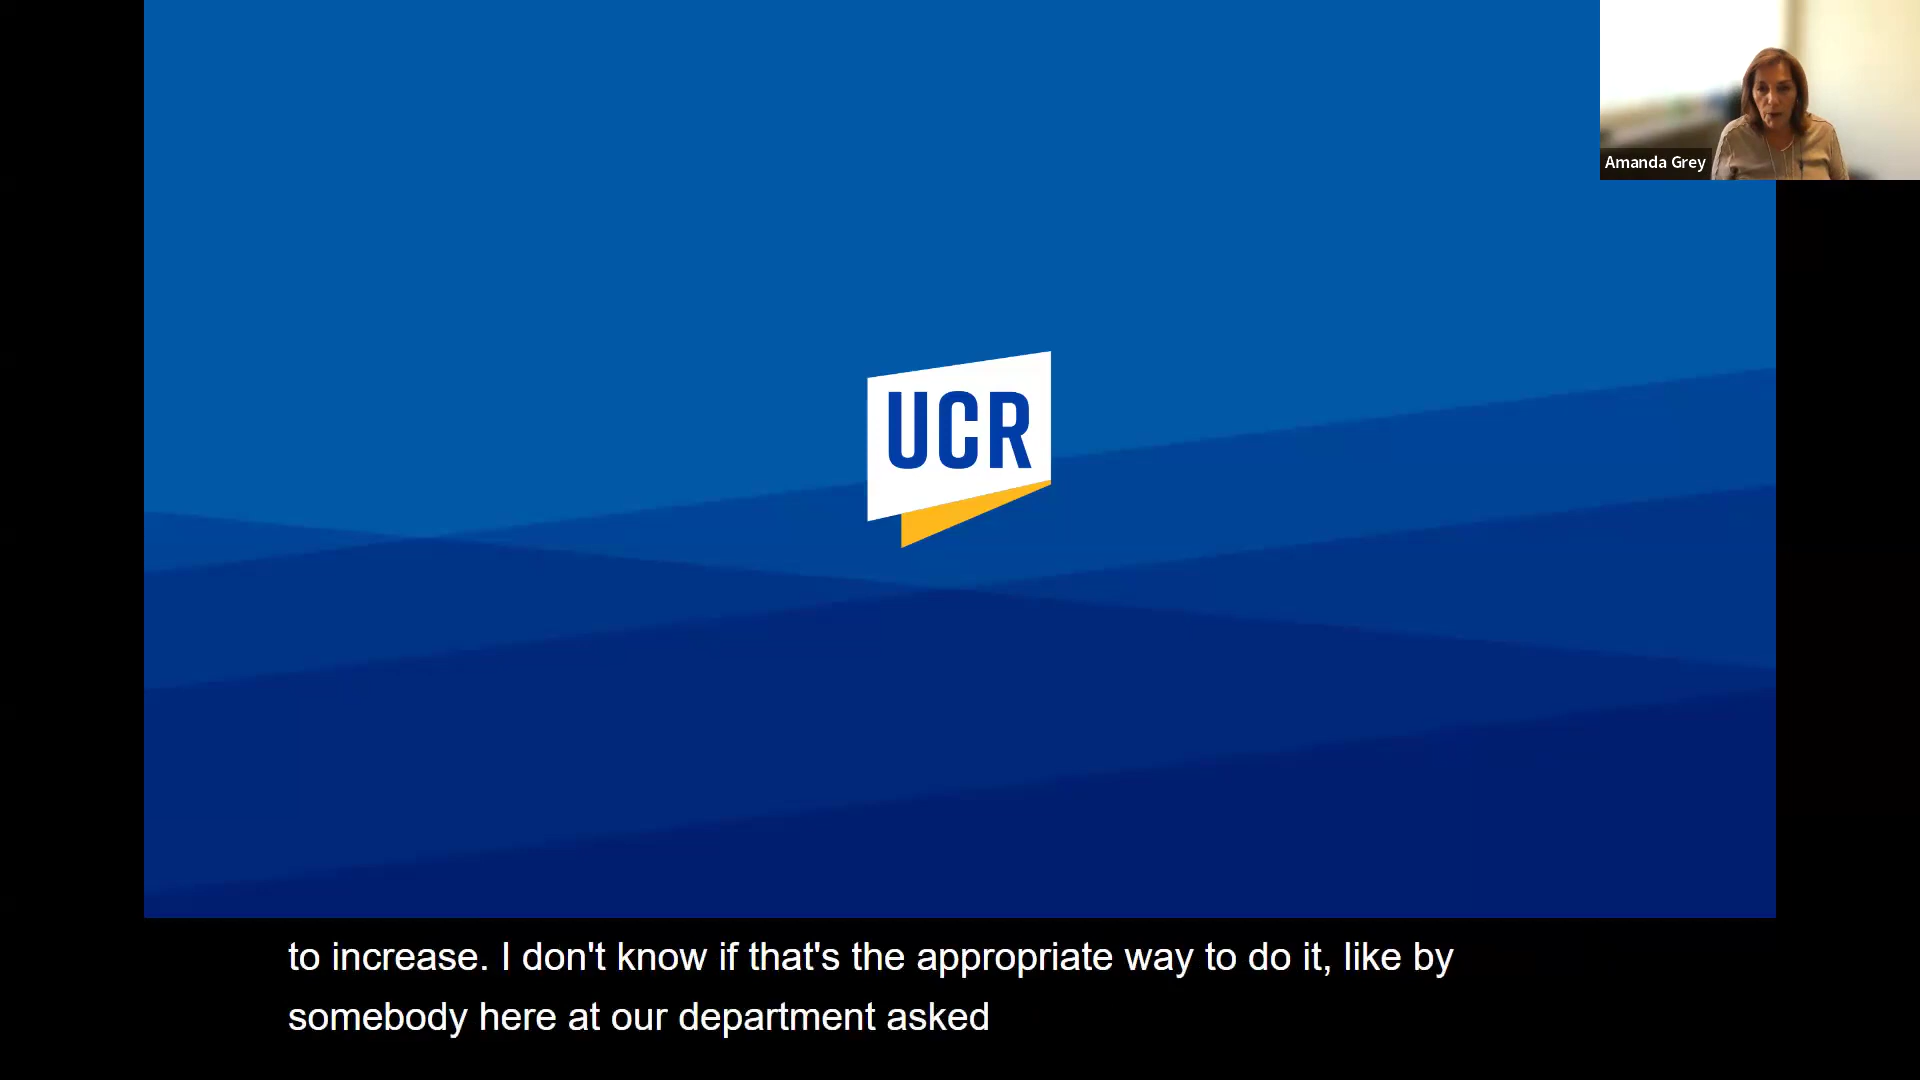 Amanda Grey
UCR
to increase. I don't know if that's the appropriate way to do it, like by
somebody here at our department asked